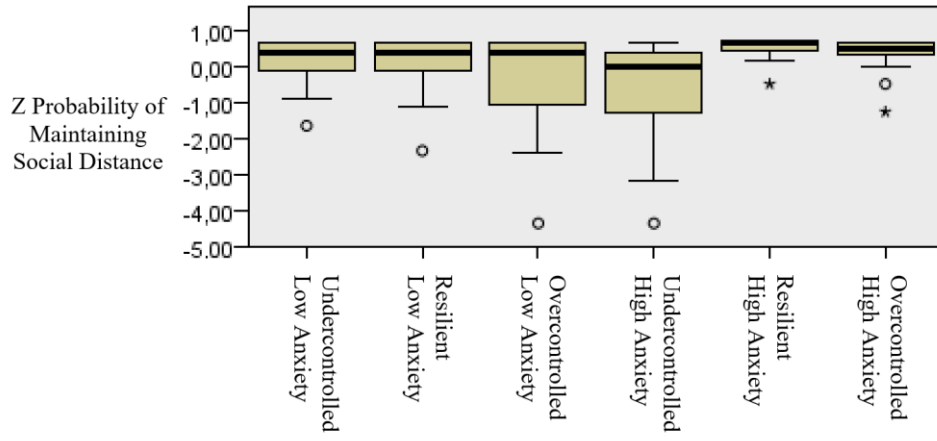 Z Probability of
Maintaining
Social Distance
1,00
0,00
-1,00
-2,00
-3,00
-4,00
-5,00
Undercontrolled
Low Anxiety
Resilient
Low Anxiety
Overcontrolled
Low Anxiety
Undercontrolled
High Anxiety
Resilient
High Anxiety
Overcontrolled
High Anxiety